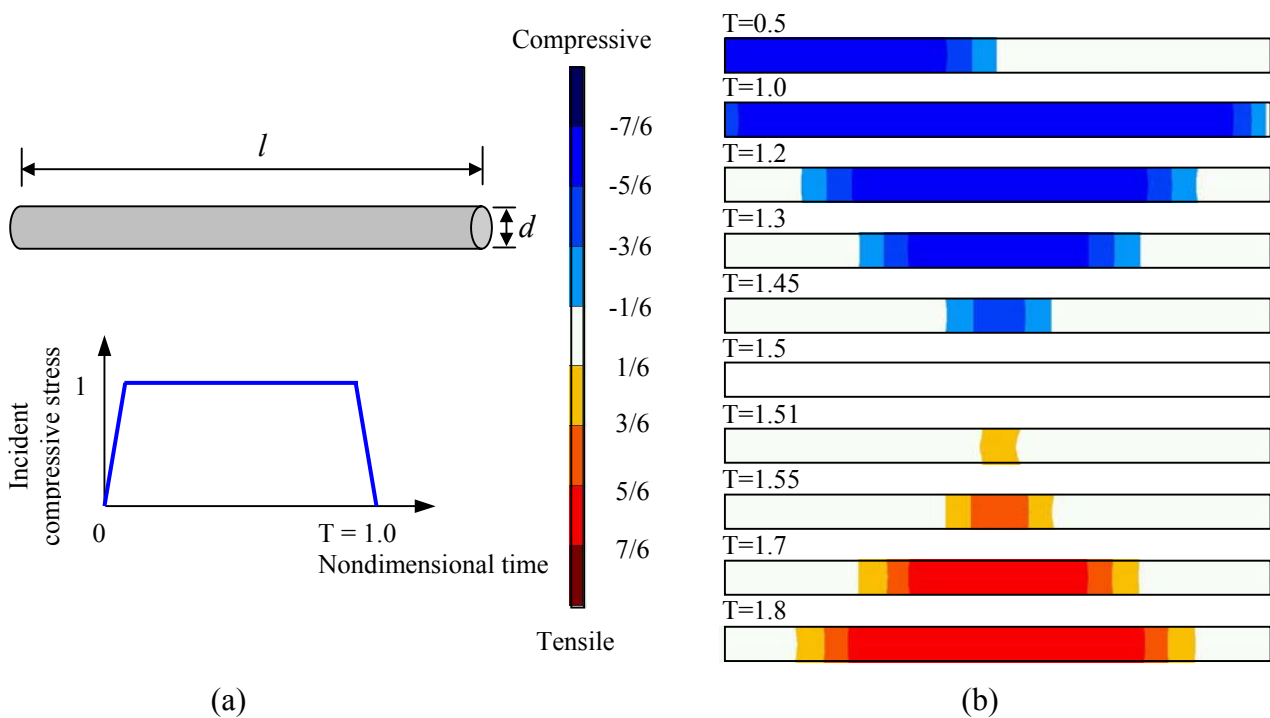 Compressive
-7/6
-5/6
-3/6
-1/6
1/6
3/6
5/6
7/6
Tensile
l
d
Incident
compressive stress
1
0
T = 1.0
Nondimensional time
(a)
T=0.5
T=1.0
T=1.2
T=1.3
T=1.45
T=1.5
T=1.51
T=1.55
T=1.7
T=1.8
(b)